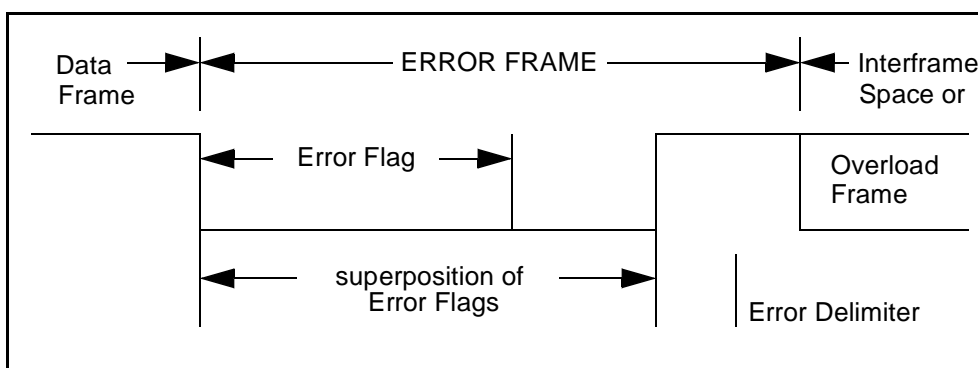 Data
Frame
ERROR FRAME
Interframe
Space or
Error Flag
Overload
Frame
superposition of
Error Flags
Error Delimiter